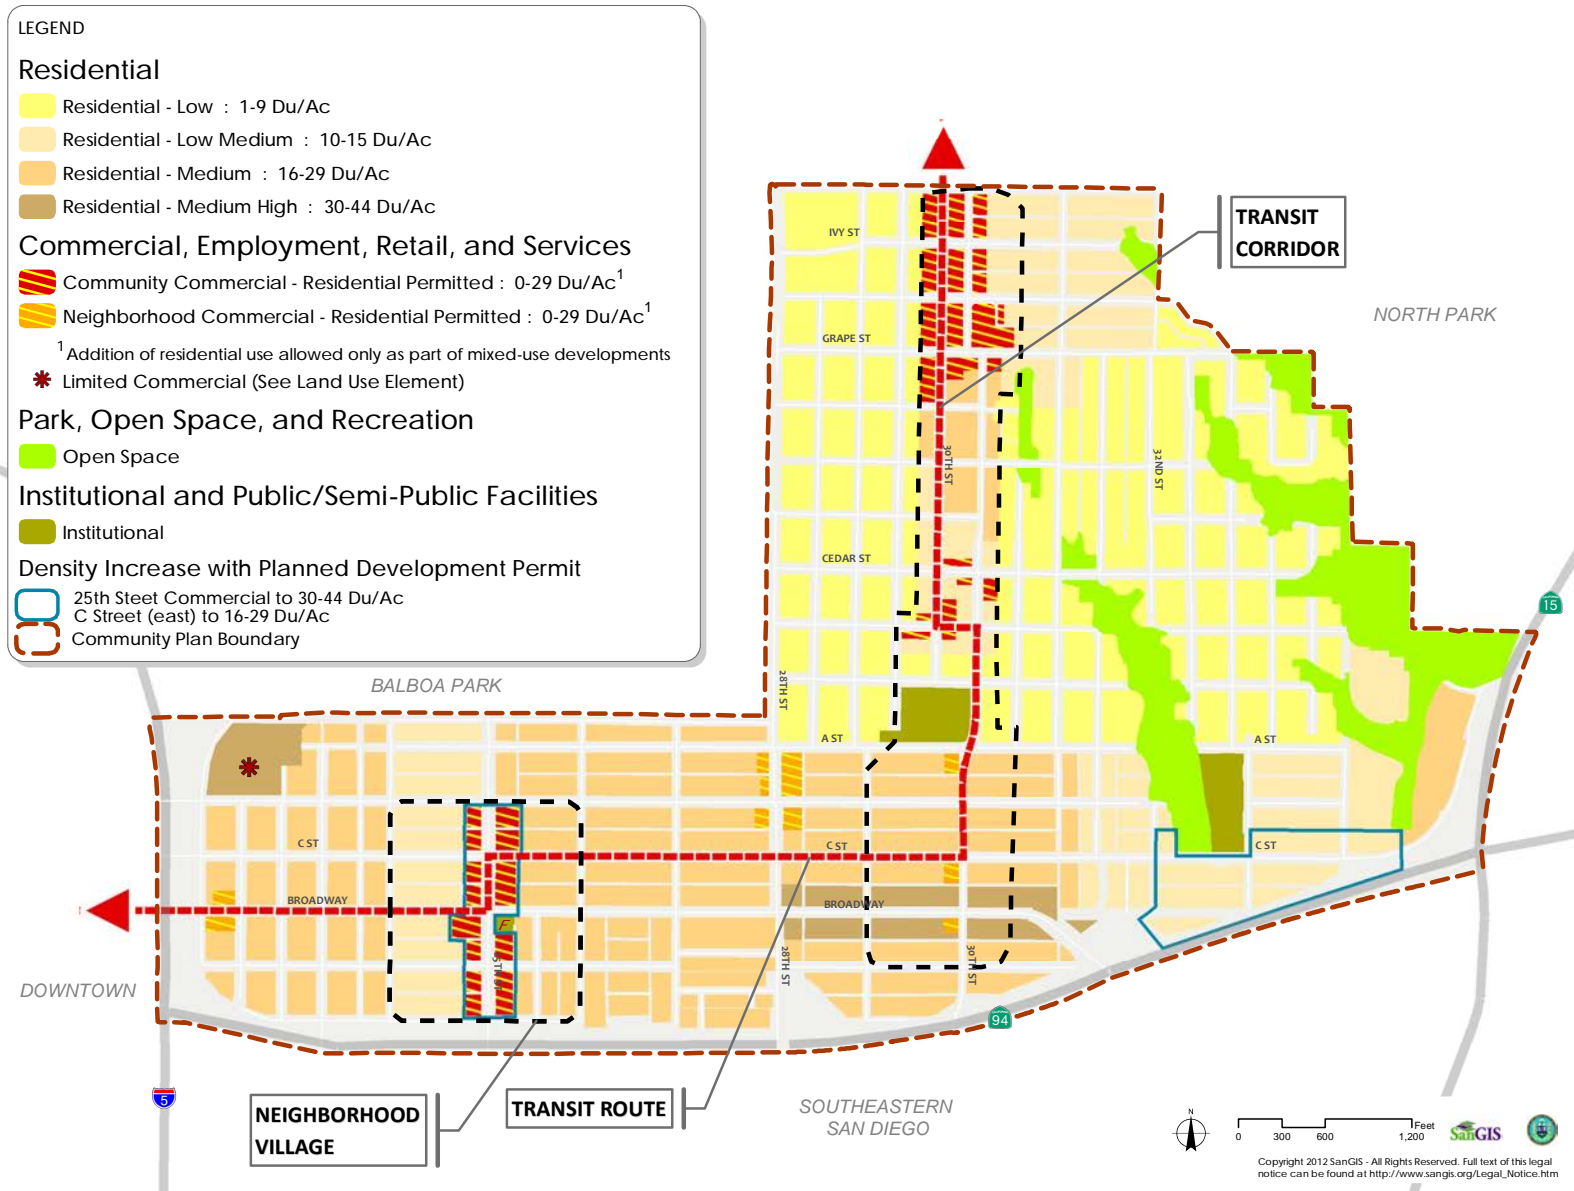 LEGEND
Residential
Residential - Low : 1-9 Du/Ac
Residential - Low Medium : 10-15 Du/Ac
Residential - Medium : 16-29 Du/Ac
Residential - Medium High : 30-44 Du/Ac
Commercial, Employment, Retail, and Services
Community Commercial - Residential Permitted : 0-29 Du/Ac1
Neighborhood Commercial - Residential Permitted : 0-29 Du/Ac1
1 Addition of residential use allowed only as part of mixed-use developments
Limited Commercial (See Land Use Element)
Park, Open Space, and Recreation
Open Space
Institutional and Public/Semi-Public Facilities
Institutional
Density Increase with Planned Development Permit
25th Steet Commercial to 30-44 Du/Ac
C Street (east) to 16-29 Du/Ac
Community Plan Boundary
TRANSIT
CORRIDOR
NORTH PARK
IVY ST
GRAPE ST
30TH ST
32ND ST
CEDAR ST
15
BALBOA PARK
28TH ST
A ST
A ST
C ST
C ST
C ST
BROADWAY
BROADWAY
F
5TH ST
28TH ST
30TH ST
DOWNTOWN
94
5
NEIGHBORHOOD
VILLAGE
TRANSIT ROUTE
SOUTHEASTERN
SAN DIEGO
N
0 300 600 1,200 Feet
SanGIS
Copyright 2012 SanGIS - All Rights Reserved. Full text of this legal
notice can be found at http://www.sangis.org/Legal_Notice.htm